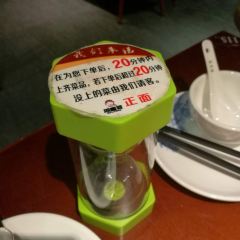 我们承诺
在为您下单后,20分钟内
上齐菜品,若下单后超过20分钟
没上的菜由我们请客。
正面